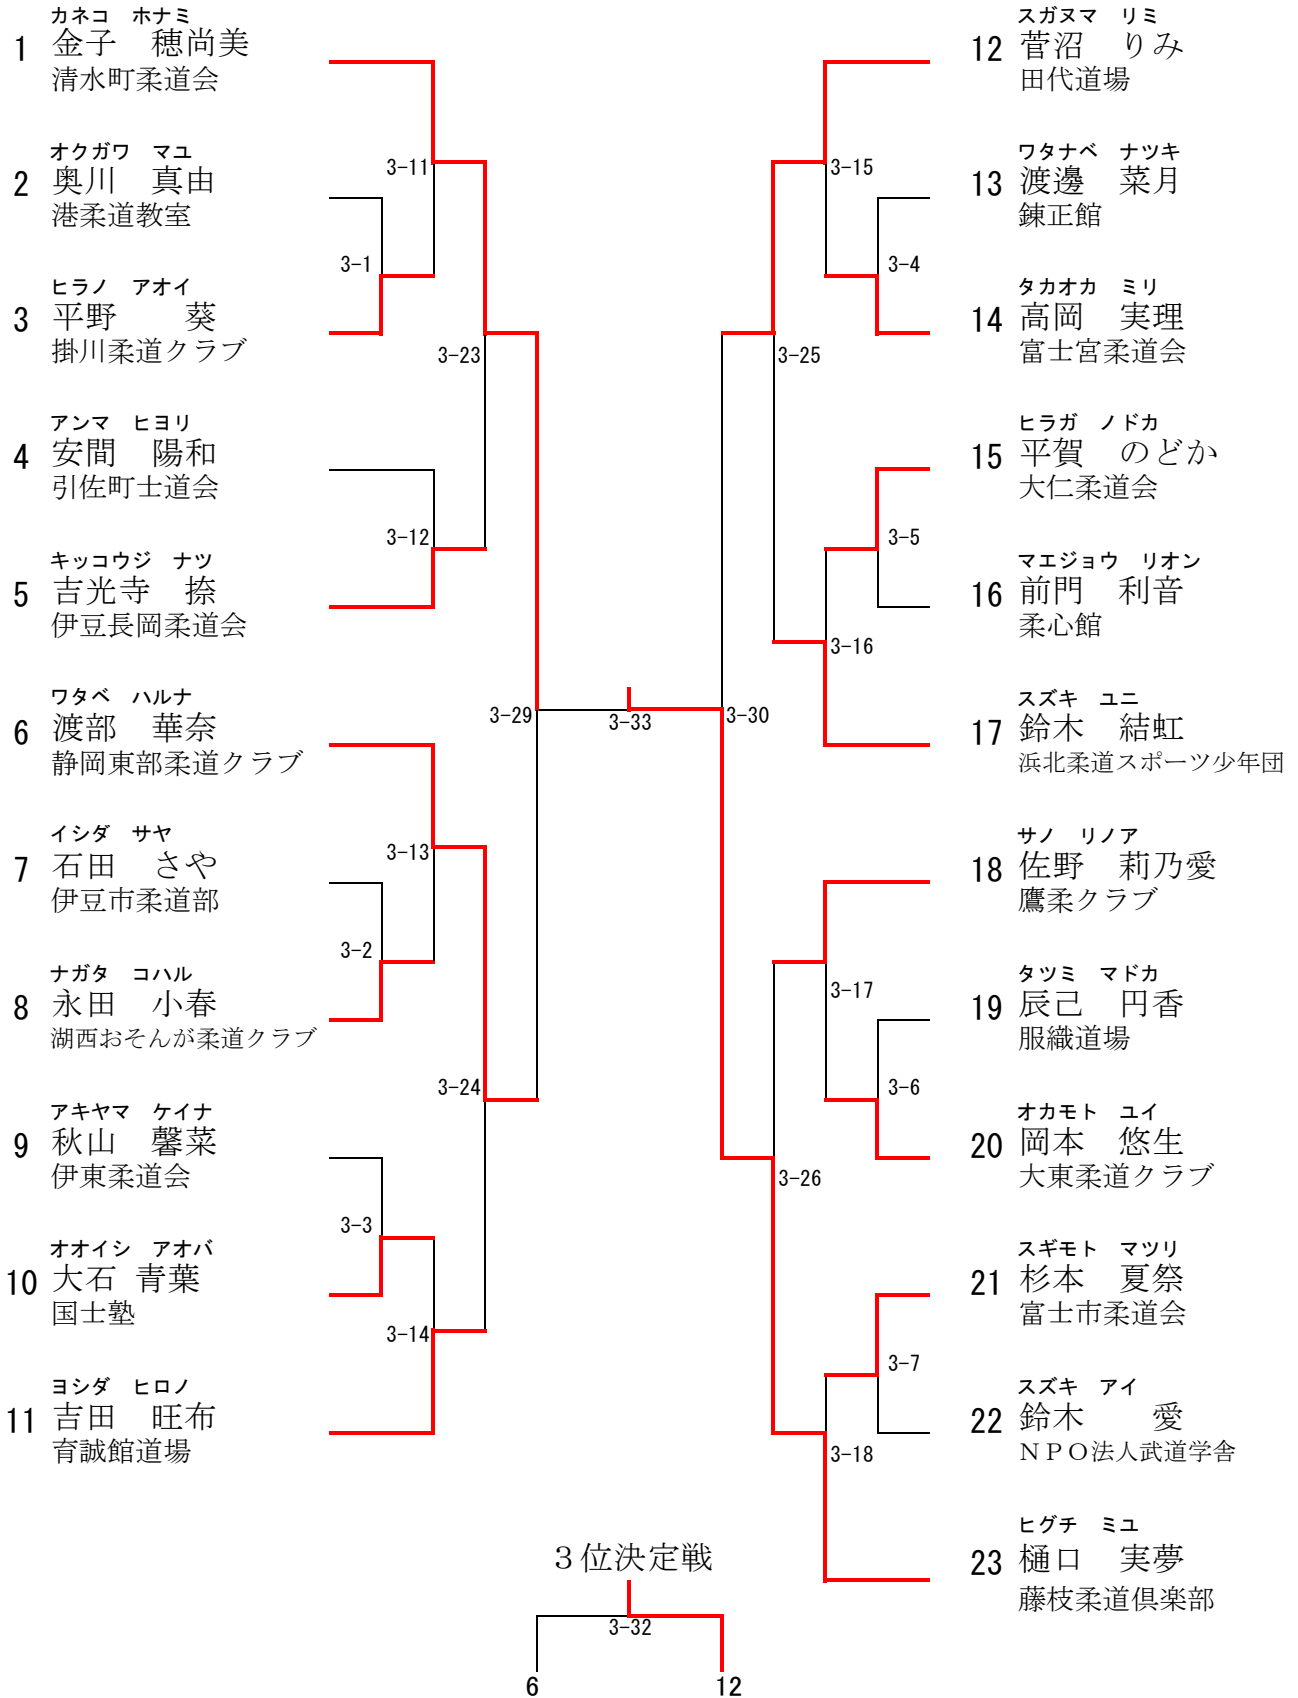 カネコ　ホナミ
1 金子　穂尚美
清水町柔道会
オクガワ　マユ
2 奥川　真由
港柔道教室
ヒラノ　アオイ
3 平野　　葵
掛川柔道クラブ
アンマ　ヒヨリ
4 安間　陽和
引佐町士道会
キッコウジ　ナツ
5 吉光寺　捺
伊豆長岡柔道会
ワタベ　ハルナ
6 渡部　華奈
静岡東部柔道クラブ
イシダ　サヤ
7 石田　さや
伊豆市柔道部
ナガタ　コハル
8 永田　小春
湖西おそんが柔道クラブ
アキヤマ　ケイナ
9 秋山　馨菜
伊東柔道会
オオイシ　アオバ
10 大石 青葉
国士塾
ヨシダ　ヒロノ
11 吉田　旺布
育誠館道場
3-11
3-1
3-23
3-12
3-29
3-13
3-2
3-24
3-3
3-14
3-33
3-15
3-4
3-25
3-5
3-16
3-30
3-17
3-6
3-26
3-7
3-18
スガヌマ　リミ
12 菅沼　りみ
田代道場
ワタナベ　ナツキ
13 渡邊　菜月
錬正館
タカオカ　ミリ
14 高岡　実理
富士宮柔道会
ヒラガ　ノドカ
15 平賀　のどか
大仁柔道会
マエジョウ　リオン
16 前門　利音
柔心館
スズキ　ユニ
17 鈴木　結虹
浜北柔道スポーツ少年団
サノ　リノア
18 佐野　莉乃愛
鷹柔クラブ
タツミ　マドカ
19 辰己　円香
服織道場
オカモト　ユイ
20 岡本　悠生
大東柔道クラブ
スギモト　マツリ
21 杉本　夏祭
富士市柔道会
スズキ　アイ
22 鈴木　　愛
ＮＰＯ法人武道学舎
ヒグチ　ミユ
23 樋口　実夢
藤枝柔道倶楽部
３位決定戦
3-32
6 12